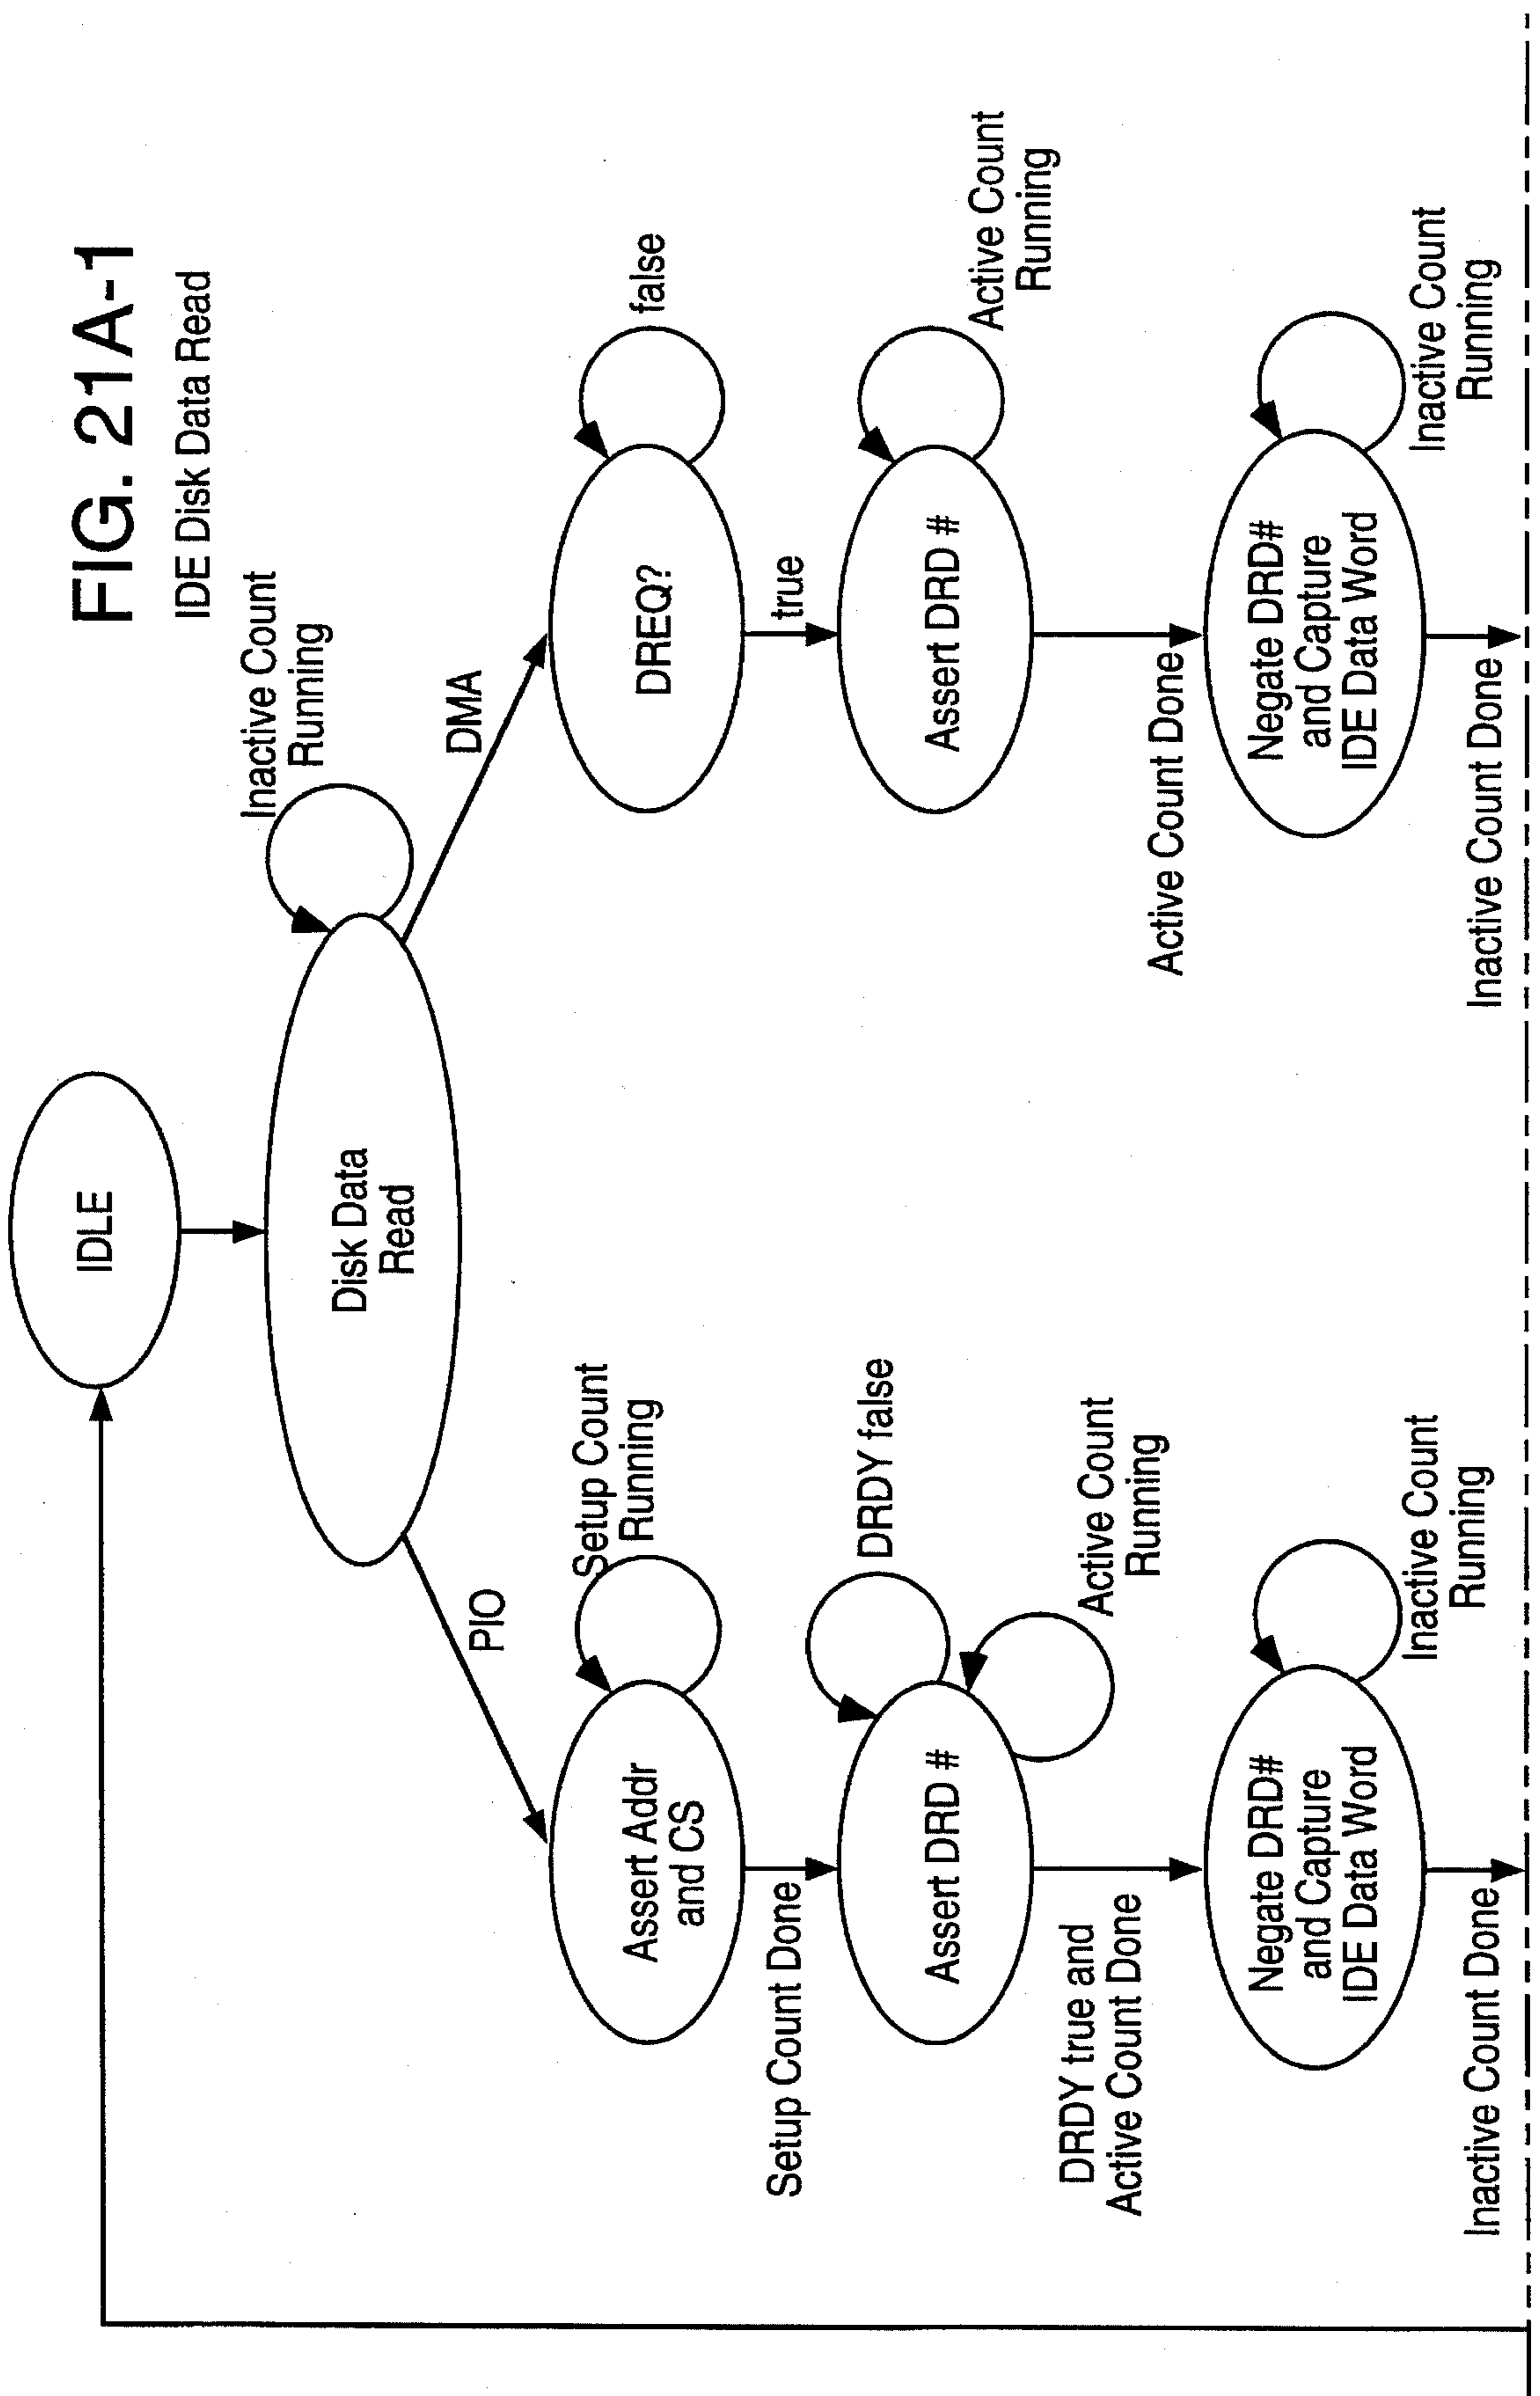 FIG. 21A-1
IDE Disk Data Read
IDLE
Disk Data
Read
Inactive Count
Running
PIO
DMA
Assert Addr
and CS
Setup Count
Running
Setup Count Done
Assert DRD #
DRDY false
Active Count
Running
DRDY true and
Active Count Done
Negate DRD#
and Capture
IDE Data Word
Inactive Count
Running
Inactive Count Done
DREQ?
false
true
Assert DRD #
Active Count
Running
Active Count Done
Negate DRD#
and Capture
IDE Data Word
Inactive Count
Running
Inactive Count Done